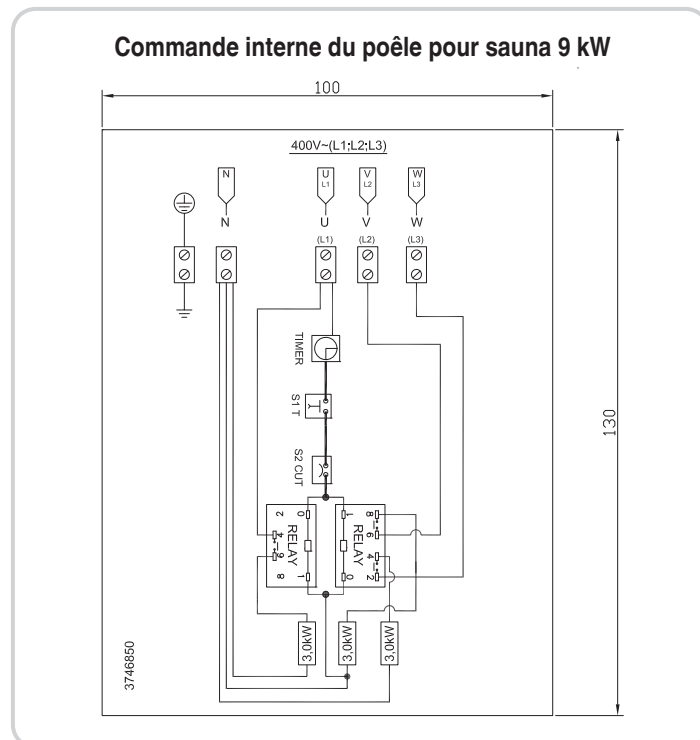 Commande interne du poêle pour sauna 9 kW
100
400V~(L1;L2;L3)
N U L1 V L2 W L3
N U V W
(L1) (L2) (L3)
TIMER
S1 T
S2 CUT
2 0 1 8
4 6
RELAY RELAY
6 4
8 1 0 2
3,0kW 3,0kW 3,0kW
130
3746850